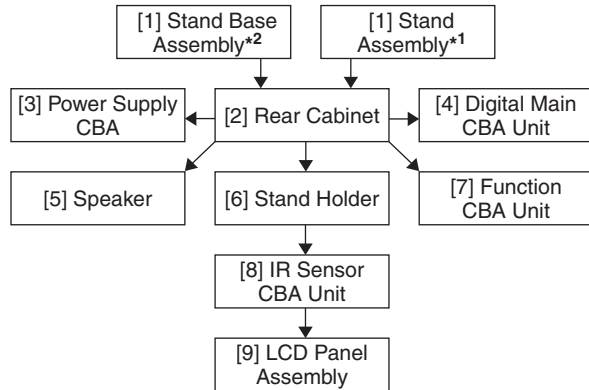 [1] Stand Base
Assembly*2
[1] Stand
Assembly*1
[3] Power Supply
CBA
[2] Rear Cabinet
[4] Digital Main
CBA Unit
[5] Speaker
[6] Stand Holder
[7] Function
CBA Unit
[8] IR Sensor
CBA Unit
[9] LCD Panel
Assembly